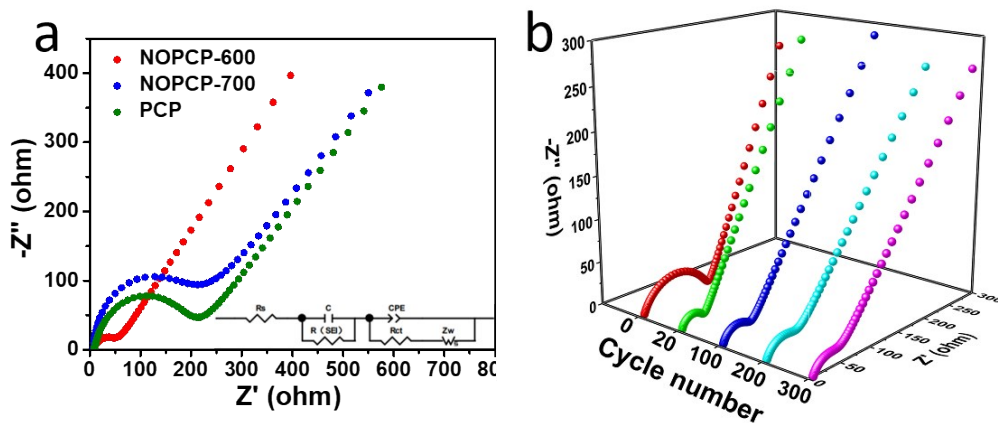 a
NOPCP-600
NOPCP-700
PCP
-Z'' (ohm)
400
300
200
100
0
0 100 200 300 400 500 600 700 80
Z' (ohm)
Rs
C
R (SEI)
CPE
Rct
Zw
b
-Z'' (ohm)
300
250
200
150
100
50
0
0 20 100 200 300
Cycle number
0 50 100 150 200 250 300
Z' (ohm)